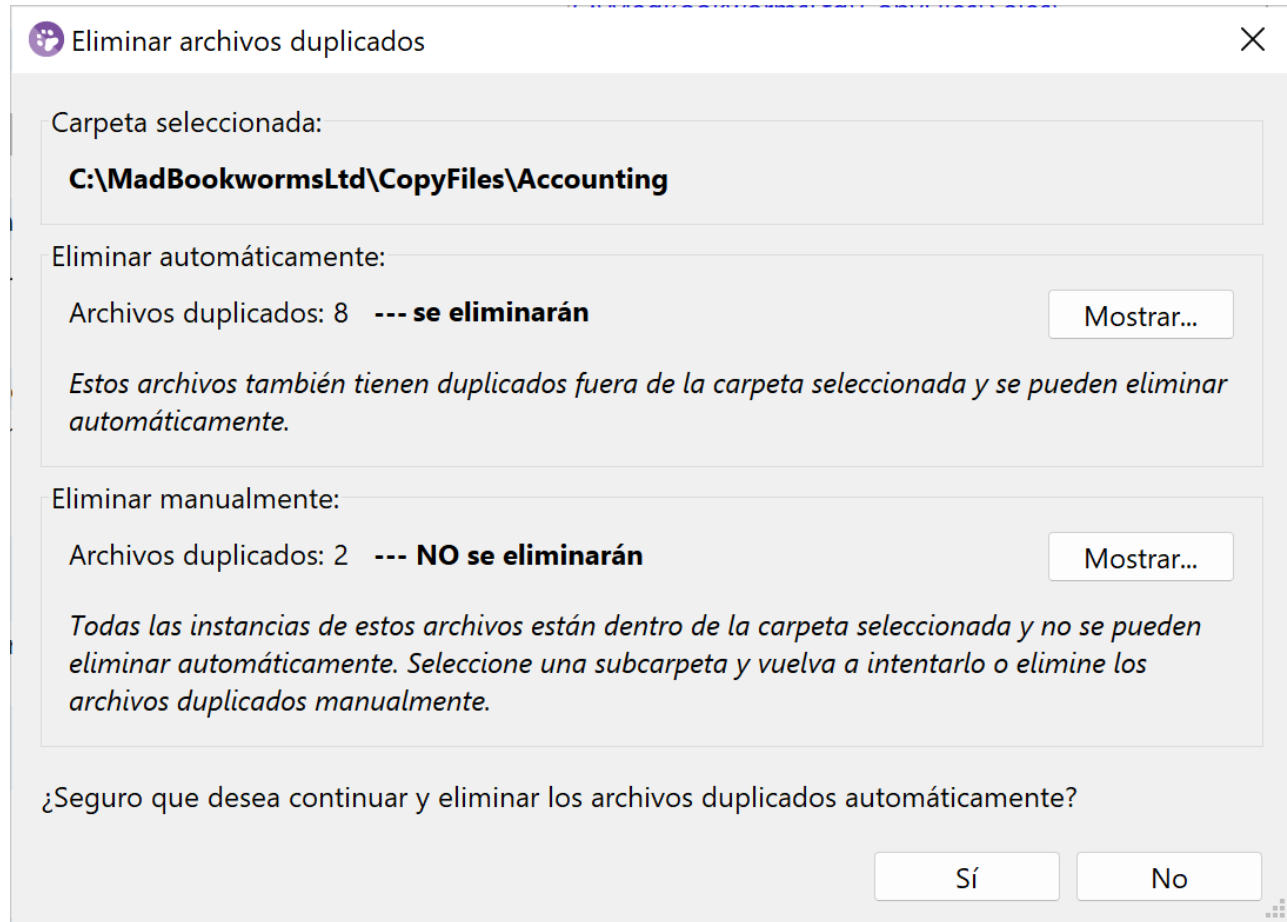 Eliminar archivos duplicados
Carpeta seleccionada:
C:\MadBookwormsLtd\CopyFiles\Accounting
Eliminar automáticamente:
Archivos duplicados: 8 --- se eliminarán
Mostrar...
Estos archivos también tienen duplicados fuera de la carpeta seleccionada y se pueden eliminar
automáticamente.
Eliminar manualmente:
Archivos duplicados: 2 --- NO se eliminarán
Mostrar...
Todas las instancias de estos archivos están dentro de la carpeta seleccionada y no se pueden
eliminar automáticamente. Seleccione una subcarpeta y vuelva a intentarlo o elimine los
archivos duplicados manualmente.
¿Seguro que desea continuar y eliminar los archivos duplicados automáticamente?
Sí
No